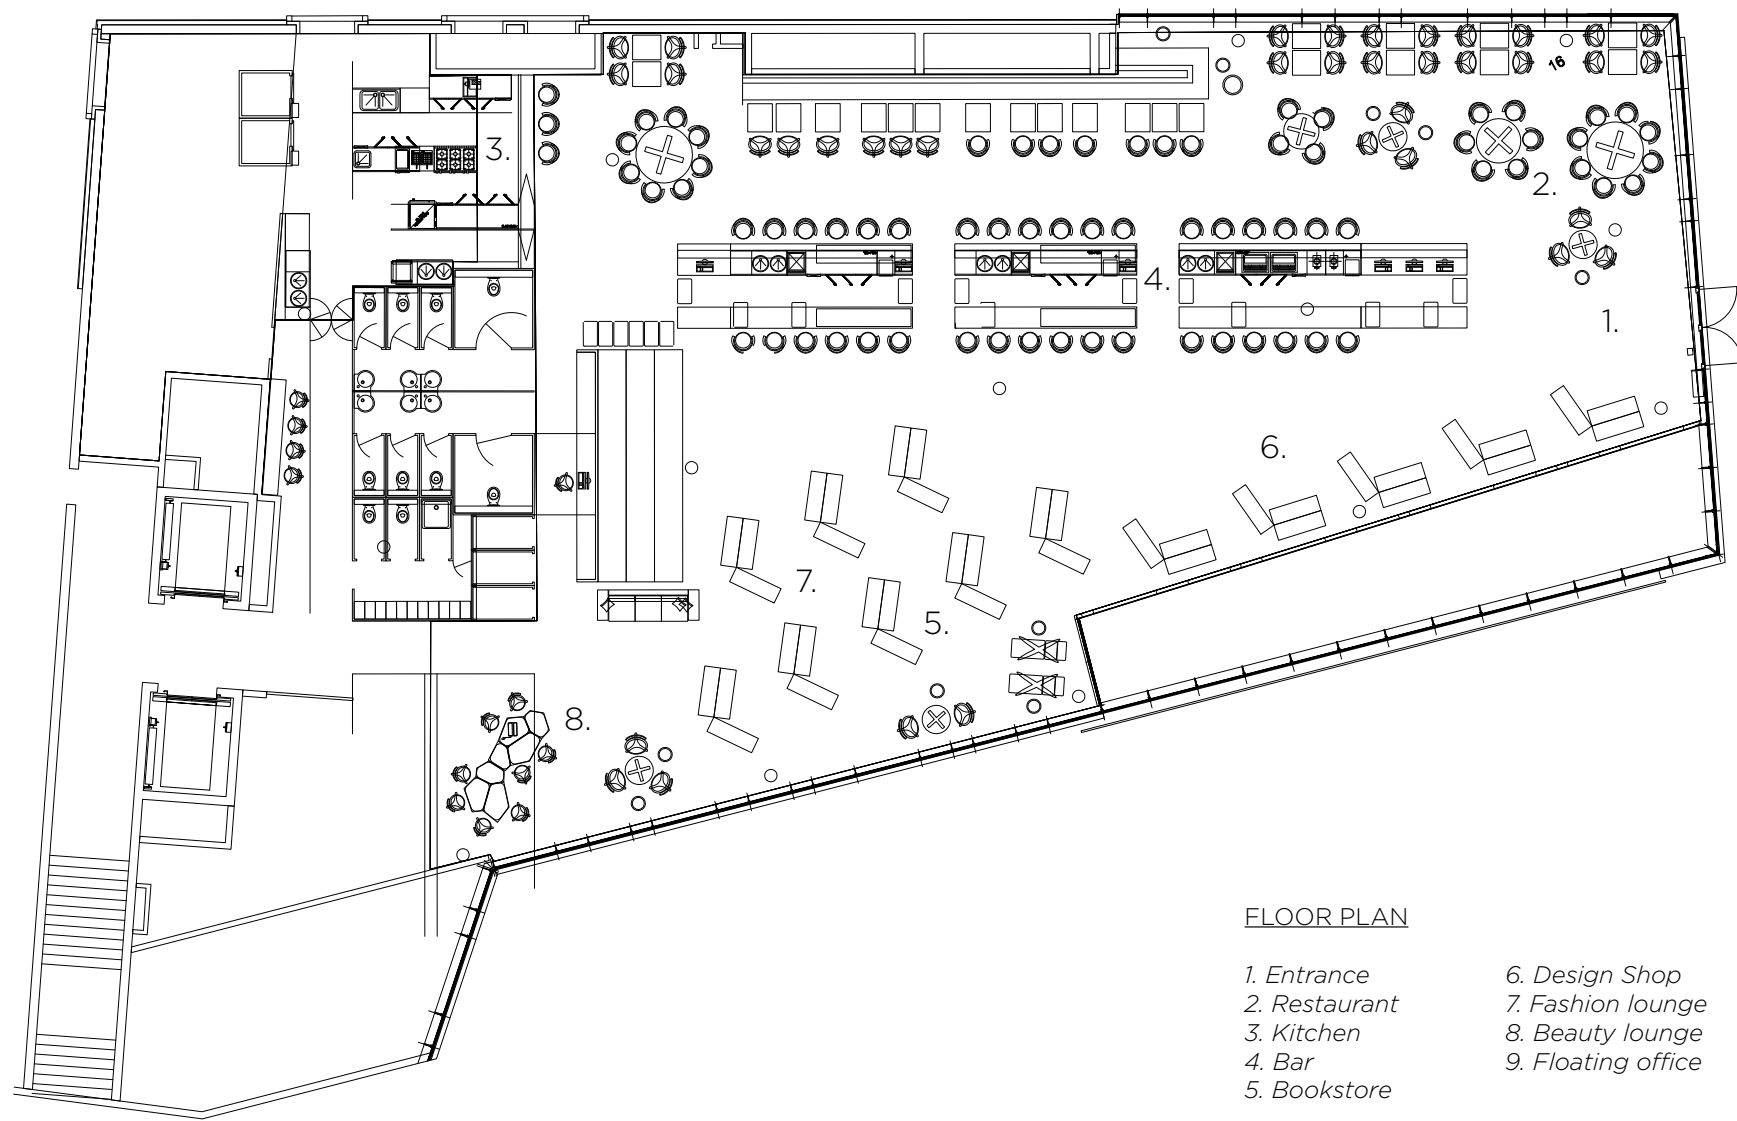 16
3.
2.
4.
1.
6.
7.
5.
8.
FLOOR PLAN
1. Entrance
2. Restaurant
3. Kitchen
4. Bar
5. Bookstore
6. Design Shop
7. Fashion lounge
8. Beauty lounge
9. Floating office